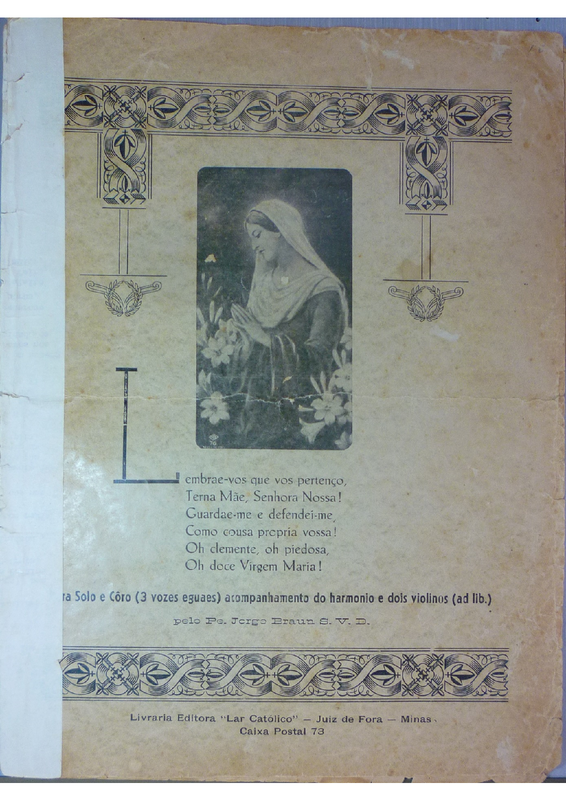 Lembrae-vos que vos pertenço,
Terna Mãe, Senhora Nossa!
Guardae-me e defendei-me,
Como cousa propria vossa!
Oh clemente, oh piedosa,
Oh doce Virgem Maria!
ra Solo e Côro (3 vozes eguaes) acompanhamento do harmonio e dois violinos (ad lib.)
pelo Pe. Jorge Braun S. V. D.
Livraria Editora "Lar Católico" — Juiz de Fora — Minas
Caixa Postal 73